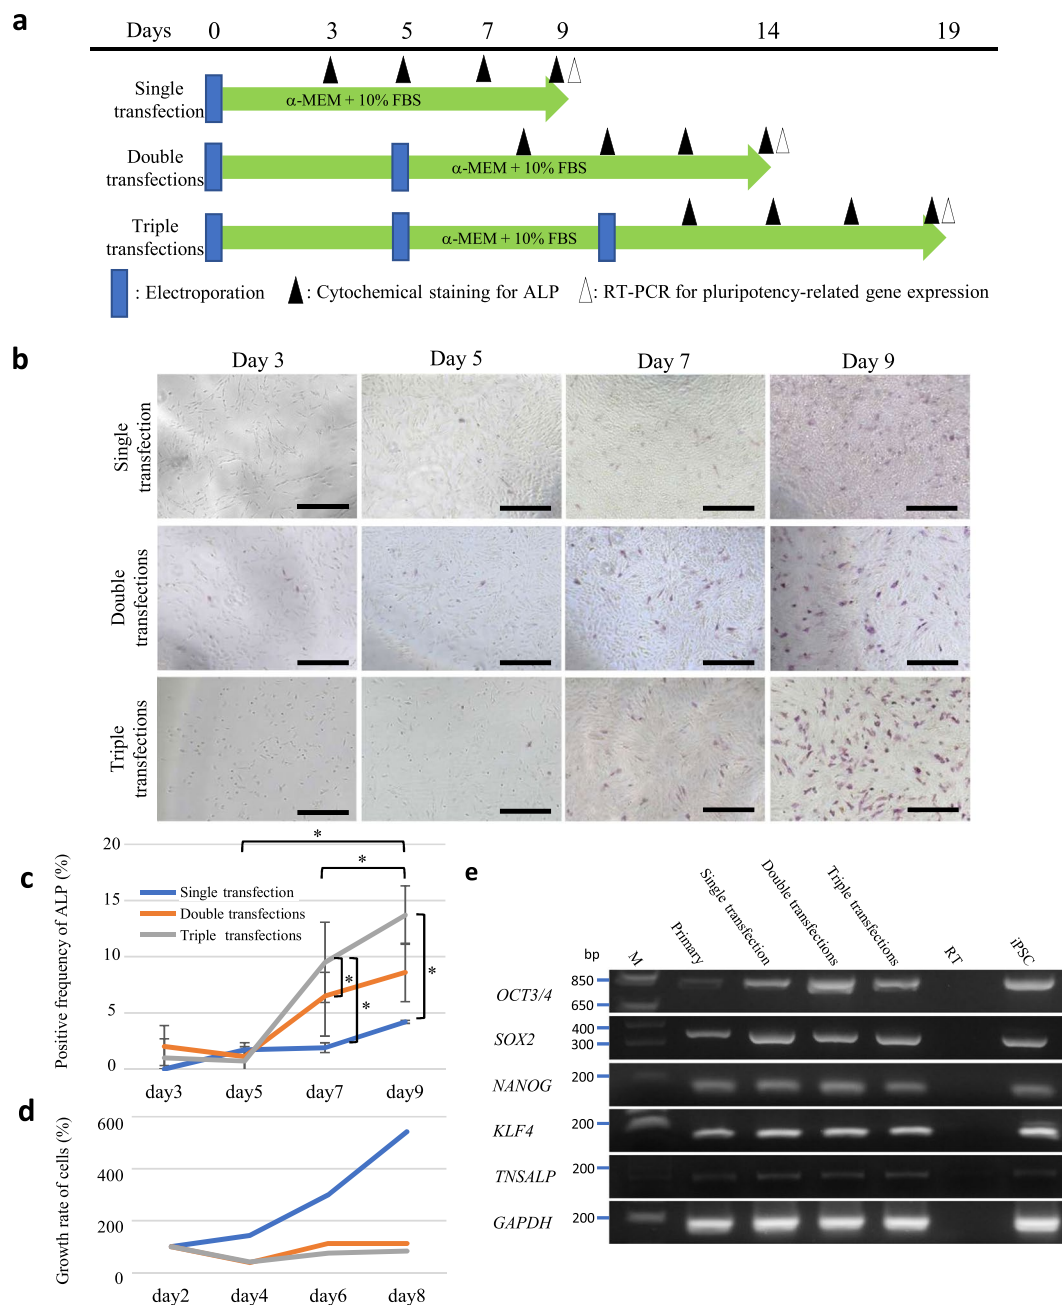 a
Days 0 3 5 7 9 14 19
Single
transfection
α-MEM + 10% FBS
Double
transfections
α-MEM + 10% FBS
Triple
transfections
α-MEM + 10% FBS
: Electroporation : Cytochemical staining for ALP : RT-PCR for pluripotency-related gene expression
b
Day 3 Day 5 Day 7 Day 9
Single
transfection
Double
transfections
Triple
transfections
c
Positive frequency of ALP (%)
20
15
10
5
0
Single transfection
Double transfections
Triple transfections
*
*
*
*
*
day3 day5 day7 day9
d
Growth rate of cells (%)
600
400
200
0
day2 day4 day6 day8
e
bp M Primary Single transfection Double transfections Triple transfections RT iPSC
OCT3/4 850
650
SOX2 400
300
NANOG 200
KLF4 200
TNSALP 200
GAPDH 200